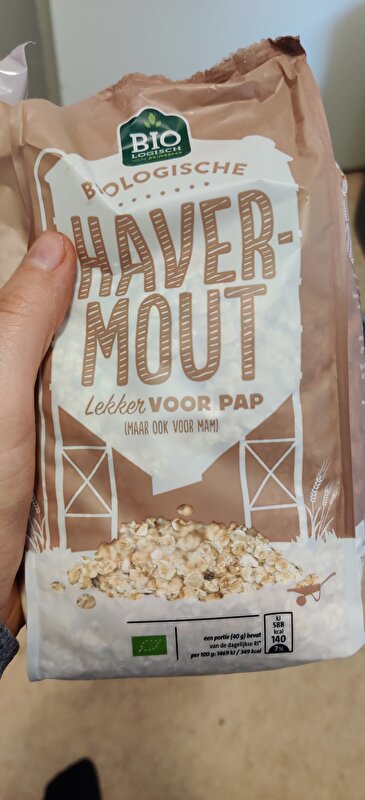 BIO
LOGISCH
BIOLOGISCHE
HAVER-
MOUT
Lekker VOOR PAP
(MAAR OOK VOOR MAM)
een portie (40 g) bevat
van de dagelijkse RI*
per 100 g: 1469 kJ / 349 kcal
kJ
588
kcal
140
7%